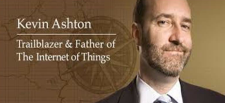 Kevin Ashton
Trailblazer & Father of
The Internet of Things